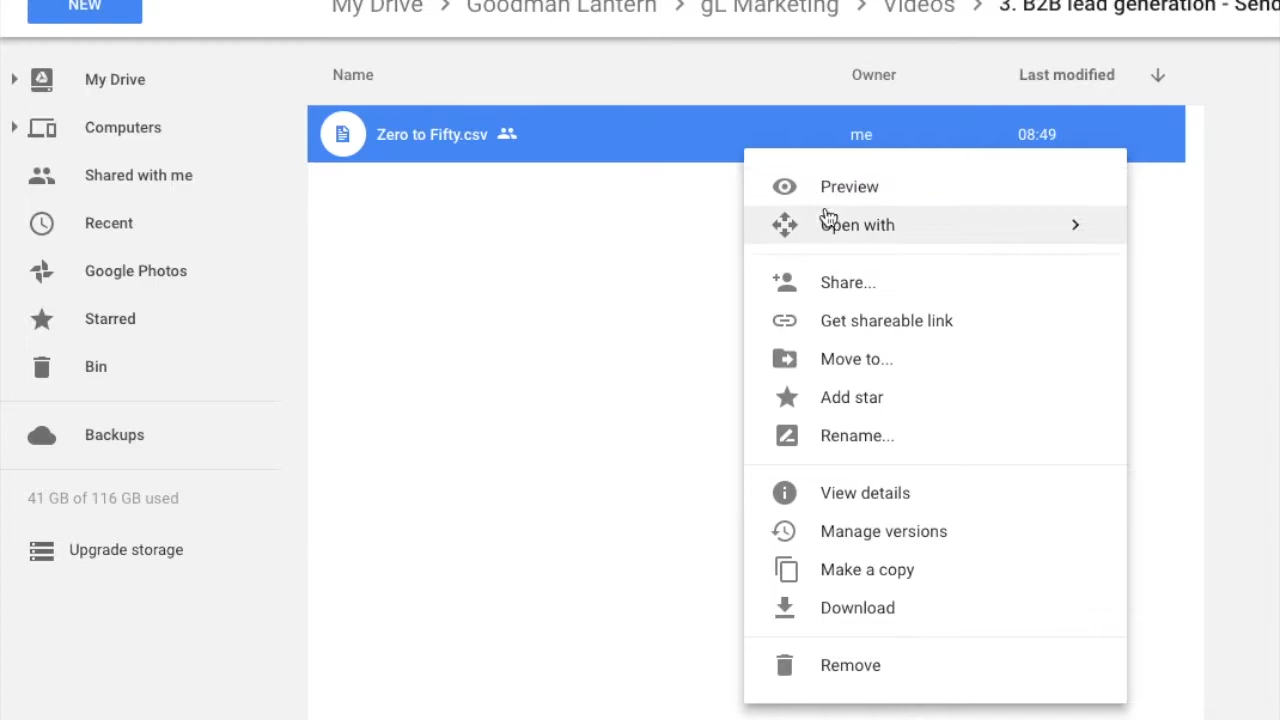 NEW
My Drive > Goodman Lantern > gL Marketing > Videos > 3. B2B lead generation - Send
My Drive
Computers
Shared with me
Recent
Google Photos
Starred
Bin
Backups
41 GB of 116 GB used
Upgrade storage
Name Owner Last modified
Zero to Fifty.csv me 08:49
Preview
Open with
Share...
Get shareable link
Move to...
Add star
Rename...
View details
Manage versions
Make a copy
Download
Remove